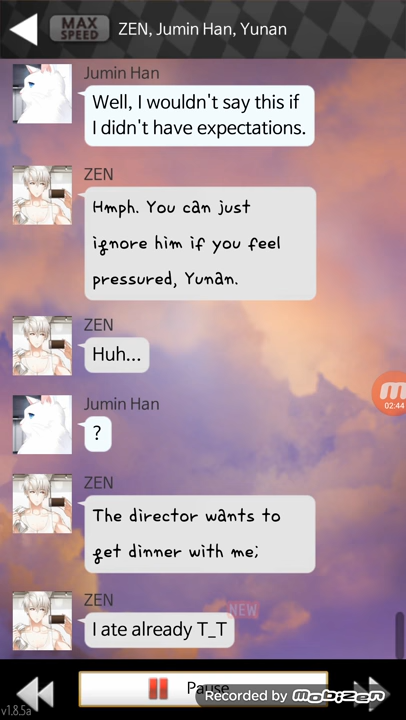 MAX
SPEED
ZEN, Jumin Han, Yunan
Jumin Han
Well, I wouldn't say this if
I didn't have expectations.
ZEN
Hmph. You can just
ignore him if you feel
pressured, Yunan.
ZEN
Huh...
Jumin Han
?
02:44
ZEN
The director wants to
get dinner with me;
ZEN
NEW
I ate already T_T
Pause
Recorded by mobizen
v1.8.5a